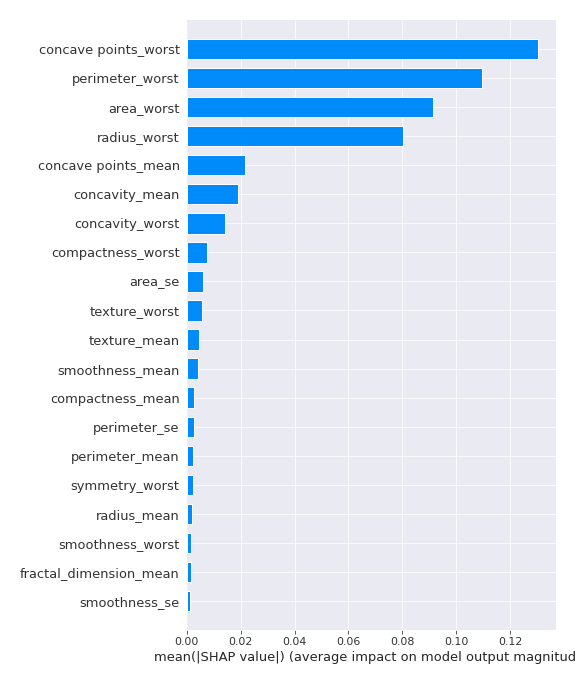 concave points_worst
perimeter_worst
area_worst
radius_worst
concave points_mean
concavity_mean
concavity_worst
compactness_worst
area_se
texture_worst
texture_mean
smoothness_mean
compactness_mean
perimeter_se
perimeter_mean
symmetry_worst
radius_mean
smoothness_worst
fractal_dimension_mean
smoothness_se
0.00 0.02 0.04 0.06 0.08 0.10 0.12
mean(|SHAP value|) (average impact on model output magnitud